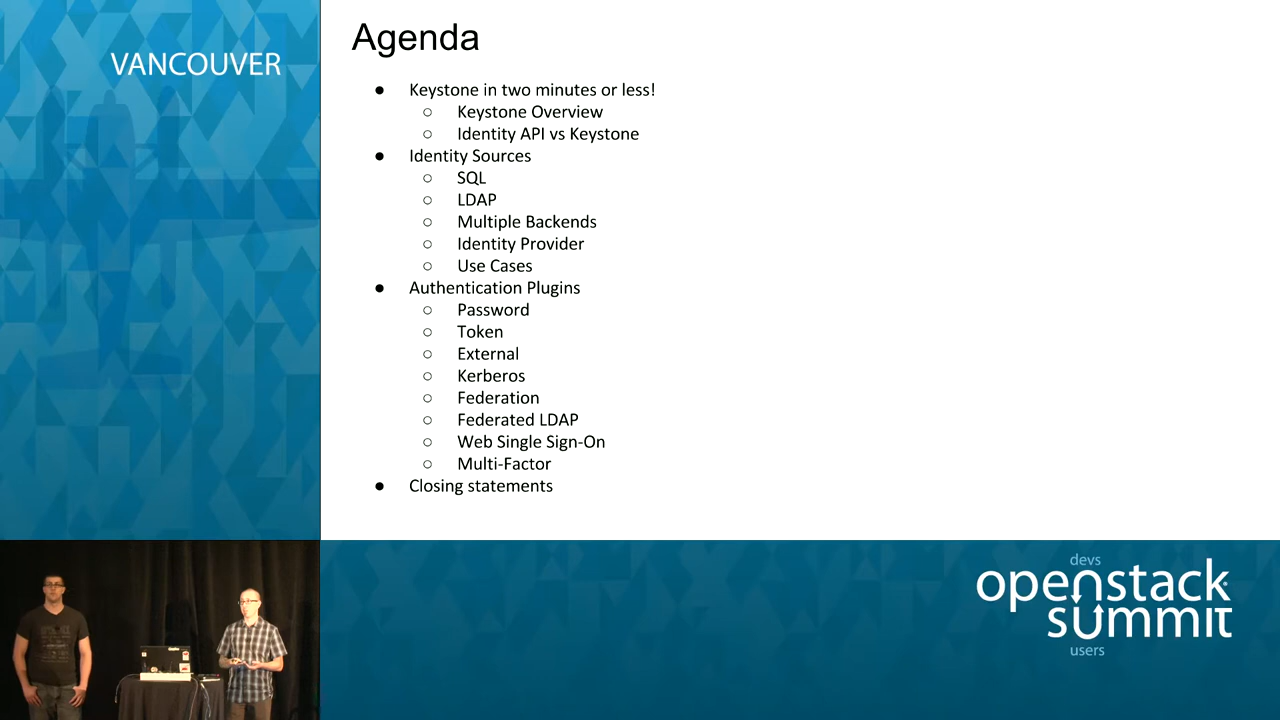 VANCOUVER
Agenda
● Keystone in two minutes or less!
○ Keystone Overview
○ Identity API vs Keystone
● Identity Sources
○ SQL
○ LDAP
○ Multiple Backends
○ Identity Provider
○ Use Cases
● Authentication Plugins
○ Password
○ Token
○ External
○ Kerberos
○ Federation
○ Federated LDAP
○ Web Single Sign-On
○ Multi-Factor
● Closing statements
devs
openstack
summit
users